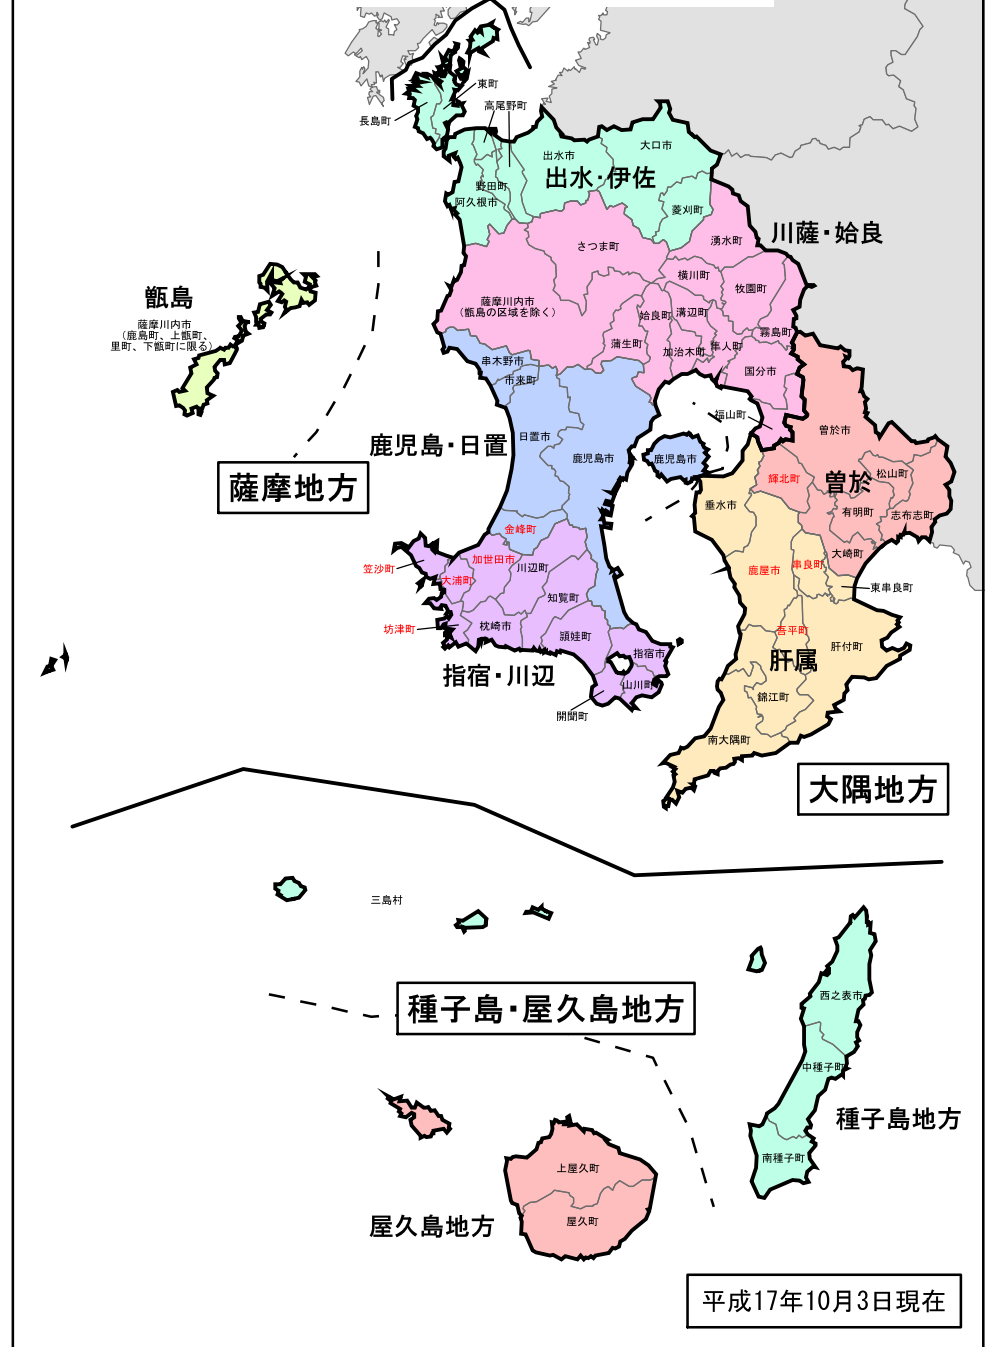 東町
高尾野町
長島町
出水市
大口市
出水・伊佐
野田町
阿久根市
菱刈町
川薩・姶良
湧水町
さつま町
横川町
牧園町
甑島
薩摩川内市
(鹿島町、上甑町、
里町、下甑町に限る)
薩摩川内市
(甑島の区域を除く)
姶良町
溝辺町
霧島町
蒲生町
加治木町
隼人町
国分市
串木野市
市来町
福山町
鹿児島・日置
日置市
鹿児島市
鹿児島市
曽於市
松山町
輝北町
曽於
薩摩地方
垂水市
有明町
志布志町
金峰町
大崎町
笠沙町
加世田市
大浦町
川辺町
鹿屋市
串良町
東串良町
知覧町
坊津町
枕崎市
頴娃町
吾平町
肝付町
指宿市
肝属
指宿・川辺
山川町
開聞町
錦江町
南大隅町
大隅地方
三島村
種子島・屋久島地方
西之表市
中種子町
種子島地方
南種子町
上屋久町
屋久町
屋久島地方
平成17年10月3日現在